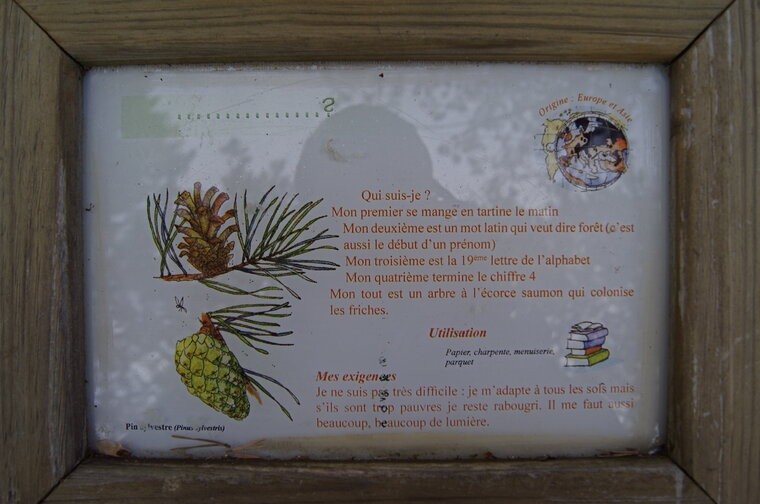 S
Origine : Europe et Asie
Qui suis-je ?
Mon premier se mange en tartine le matin
Mon deuxième est un mot latin qui veut dire forêt (c'est
aussi le début d'un prénom)
Mon troisième est la 19ème lettre de l'alphabet
Mon quatrième termine le chiffre 4
Mon tout est un arbre à l'écorce saumon qui colonise
les friches.
Utilisation
Papier, charpente, menuiserie,
parquet
Mes exigences
Je ne suis pas très difficile : je m'adapte à tous les sols mais
s'ils sont trop pauvres je reste rabougri. Il me faut aussi
beaucoup, beaucoup de lumière.
Pin sylvestre (Pinus sylvestris)